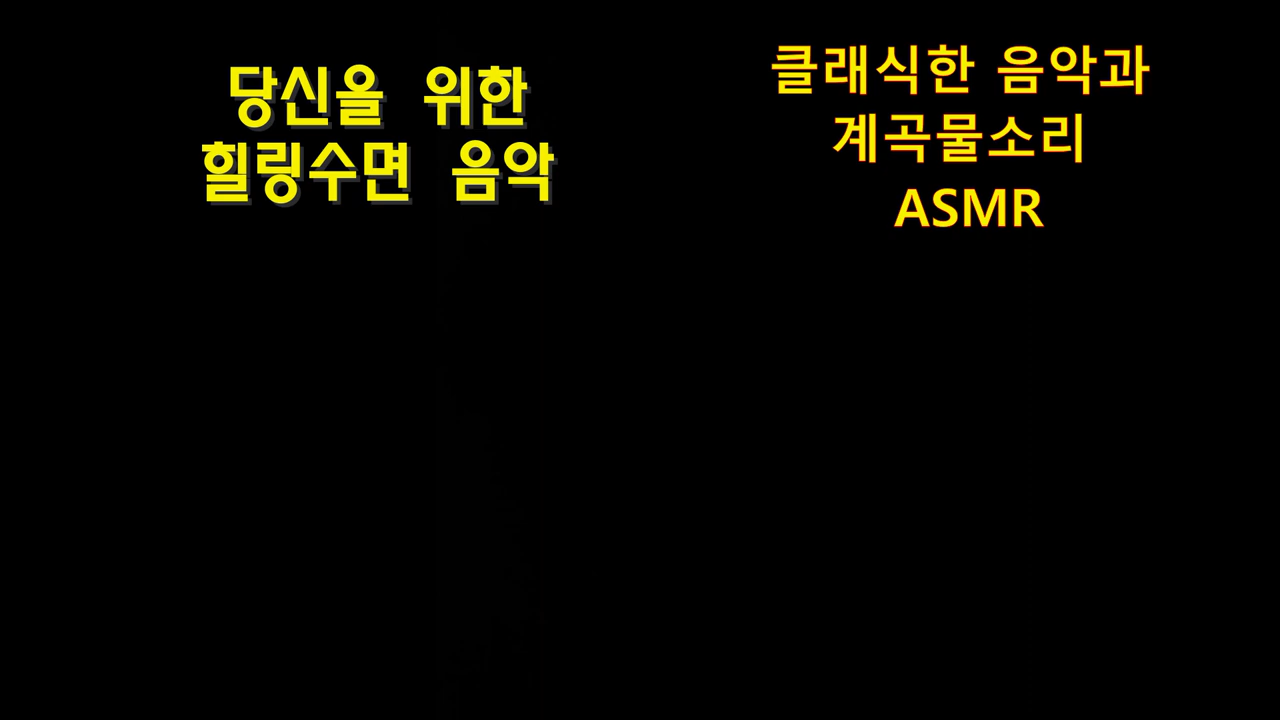 당신을 위한
힐링수면 음악
클래식한 음악과
계곡물소리
ASMR